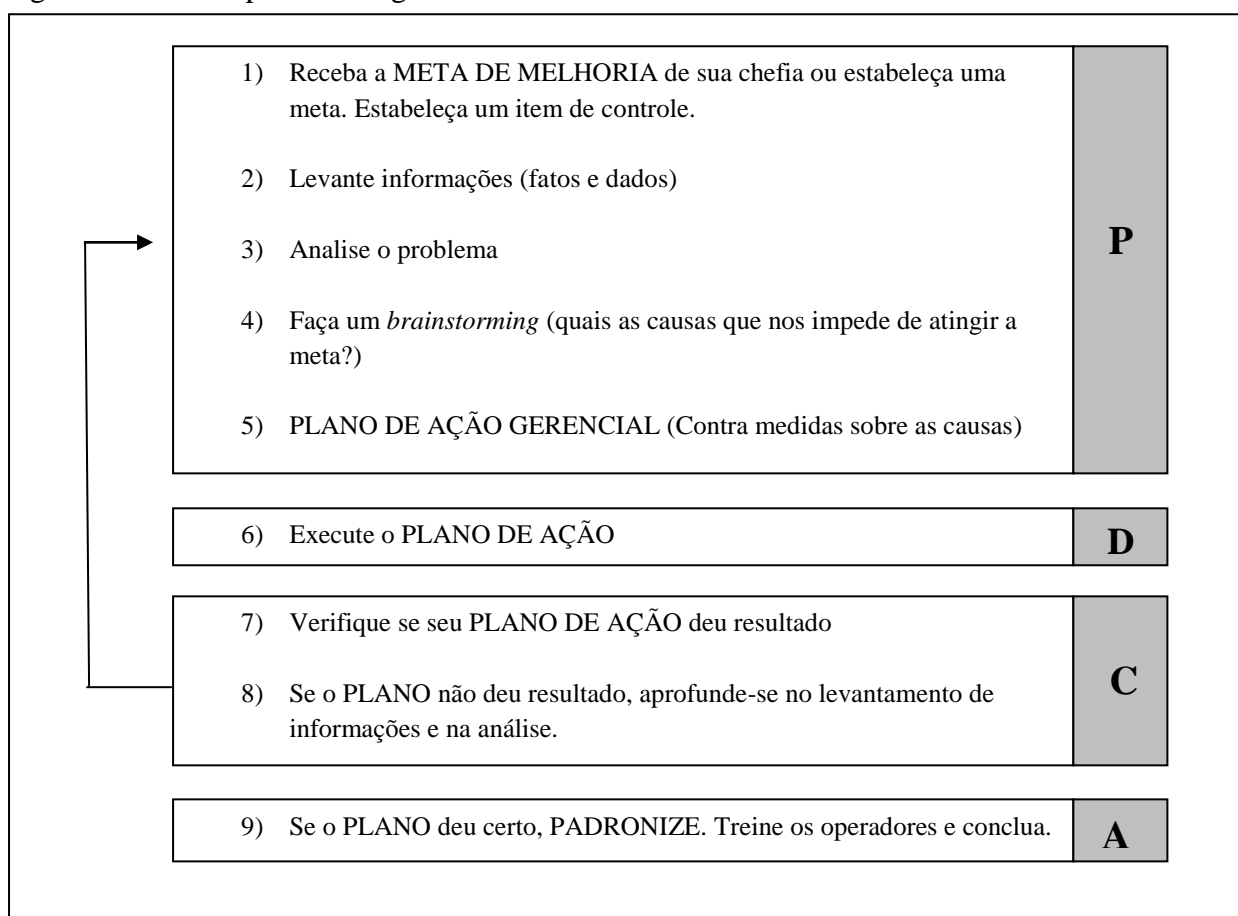 1) Receba a META DE MELHORIA de sua chefia ou estabeleça uma
meta. Estabeleça um item de controle.
2) Levante informações (fatos e dados)
3) Analise o problema
4) Faça um brainstorming (quais as causas que nos impede de atingir a
meta?)
5) PLANO DE AÇÃO GERENCIAL (Contra medidas sobre as causas)
P
6) Execute o PLANO DE AÇÃO
D
7) Verifique se seu PLANO DE AÇÃO deu resultado
8) Se o PLANO não deu resultado, aprofunde-se no levantamento de
informações e na análise.
C
9) Se o PLANO deu certo, PADRONIZE. Treine os operadores e conclua.
A